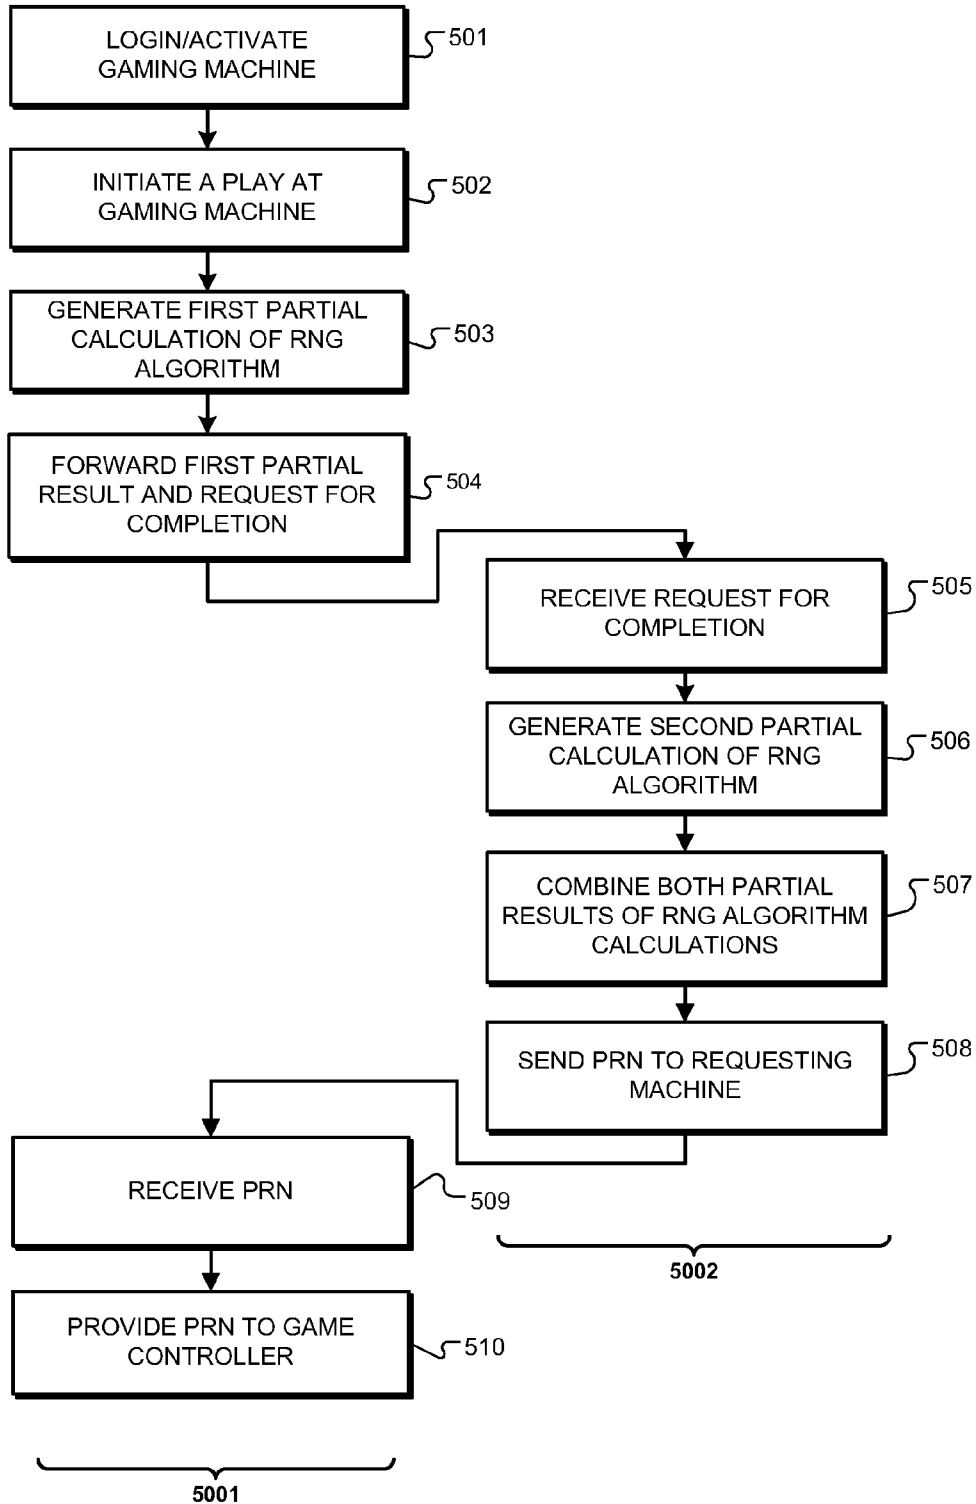 LOGIN/ACTIVATE
GAMING MACHINE
501
INITIATE A PLAY AT
GAMING MACHINE
502
GENERATE FIRST PARTIAL
CALCULATION OF RNG
ALGORITHM
503
FORWARD FIRST PARTIAL
RESULT AND REQUEST FOR
COMPLETION
504
RECEIVE REQUEST FOR
COMPLETION
505
GENERATE SECOND PARTIAL
CALCULATION OF RNG
ALGORITHM
506
COMBINE BOTH PARTIAL
RESULTS OF RNG ALGORITHM
CALCULATIONS
507
SEND PRN TO REQUESTING
MACHINE
508
RECEIVE PRN
509
5002
PROVIDE PRN TO GAME
CONTROLLER
510
5001